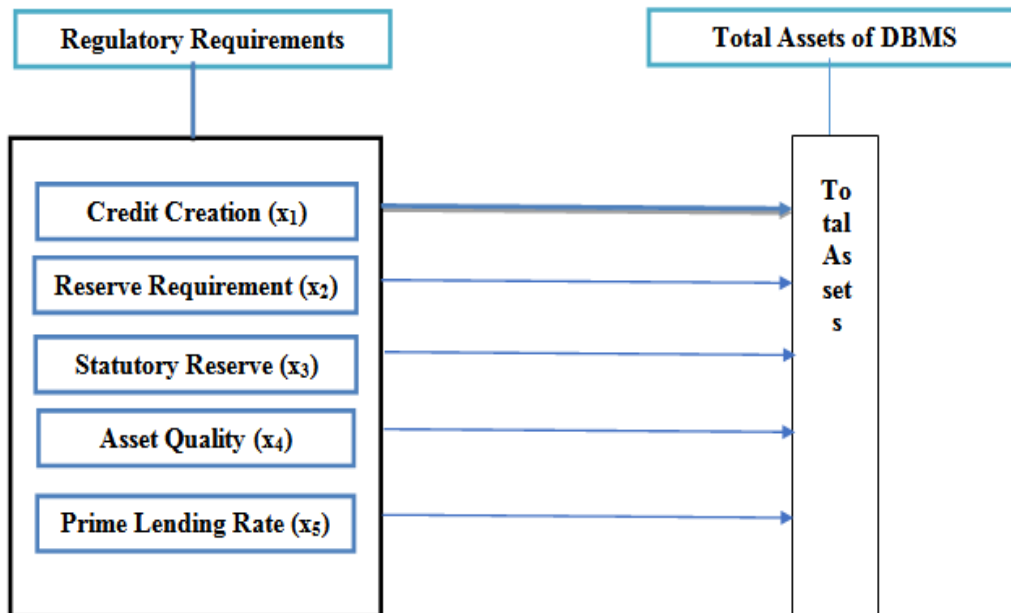 Regulatory Requirements
Total Assets of DBMS
Credit Creation (x₁)
Reserve Requirement (x₂)
Statutory Reserve (x₃)
Asset Quality (x₄)
Prime Lending Rate (x₅)
To
tal
As
set
s